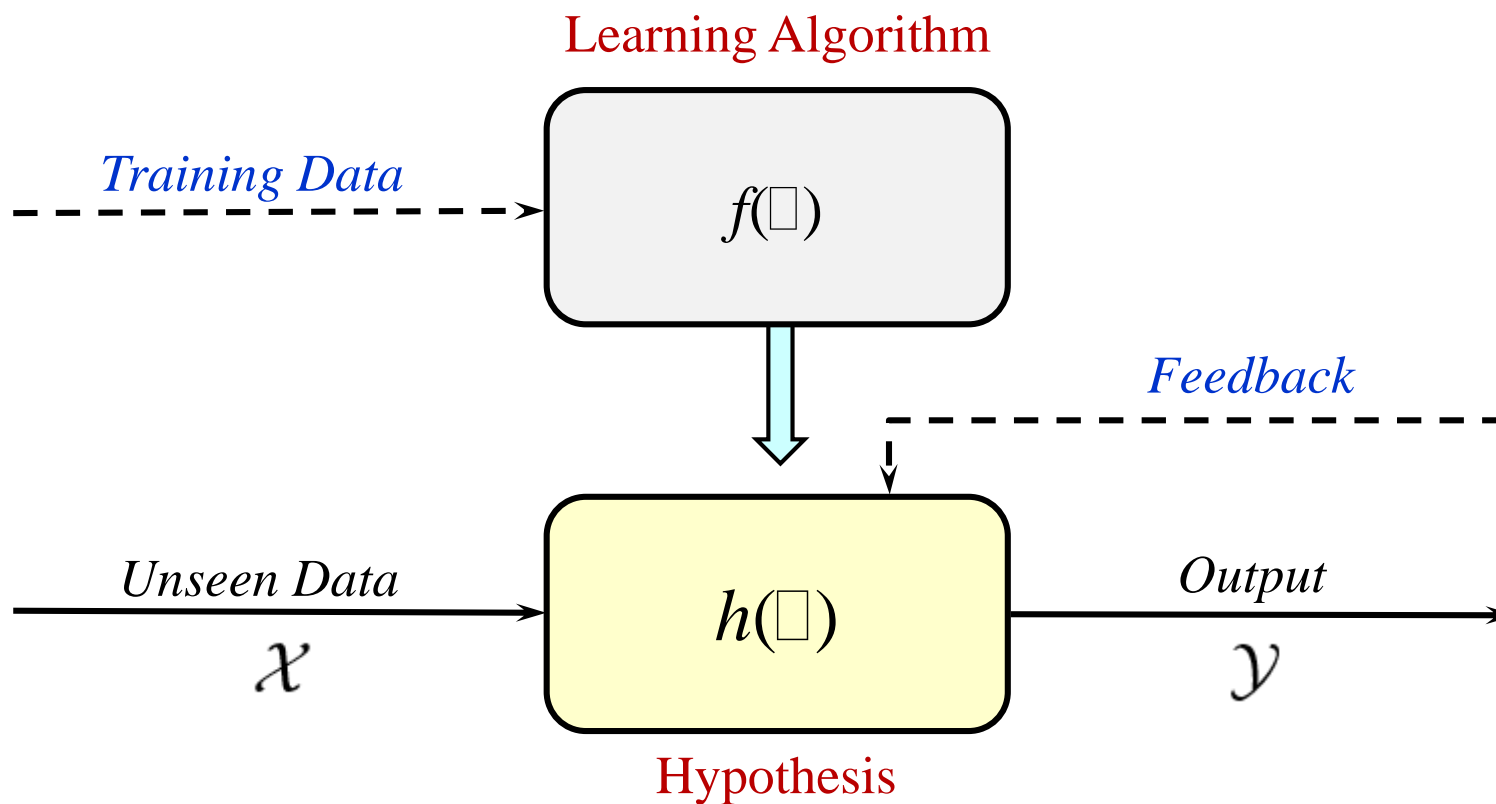 Learning Algorithm
Training Data
f(□)
Feedback
Unseen Data
Output
h(□)
𝒳
𝒴
Hypothesis